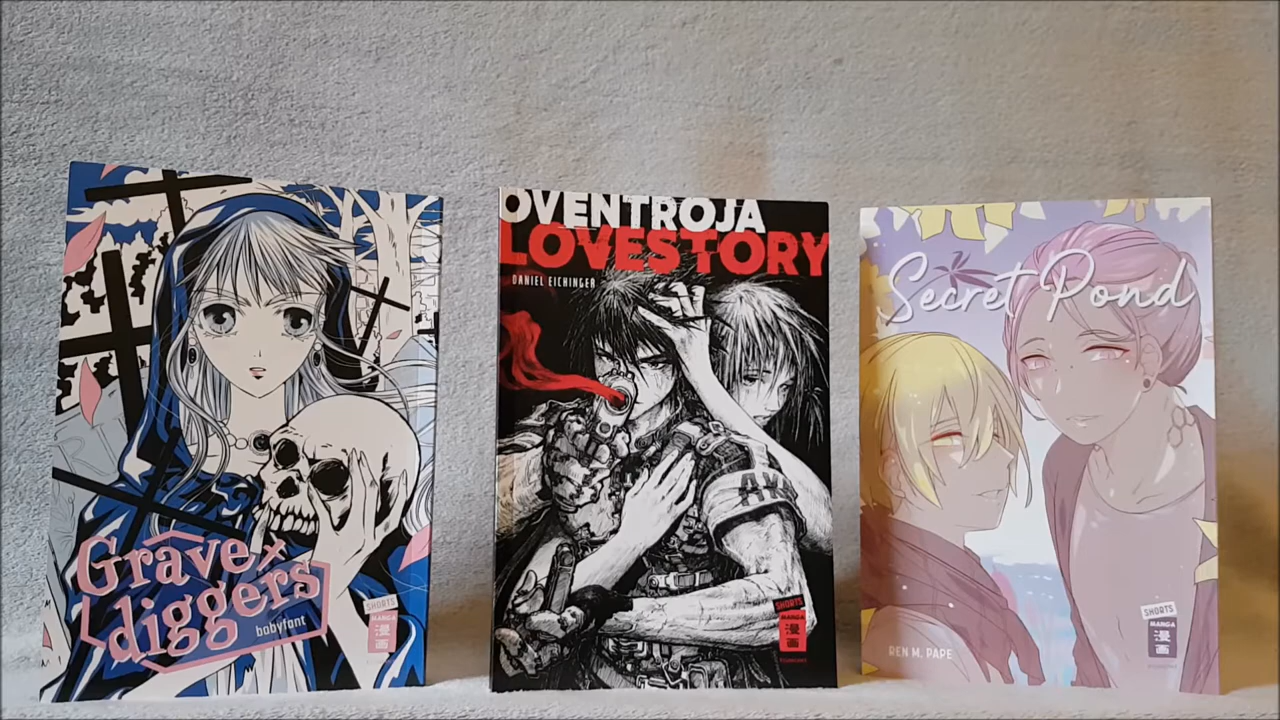 Grave
diggers
babyfant
SHORTS
MANGA
漫
画
OVENTROJA
LOVESTORY
DANIEL EICHINGER
SHORTS
MANGA
漫
画
Secret Pond
REN M. PAPE
SHORTS
MANGA
漫
画